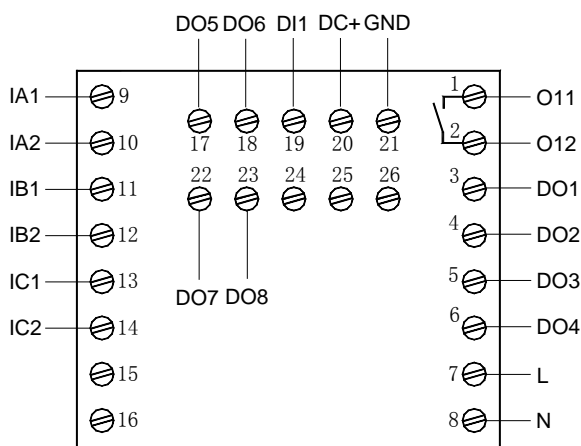 DO5 DO6 DI1 DC+ GND
IA1 9 1 O11
17 18 19 20 21
IA2 10 2 O12
22 23 24 25 26
IB1 11 3 DO1
IB2 12 4 DO2
DO7 DO8
IC1 13 5 DO3
IC2 14 6 DO4
15 7 L
16 8 N